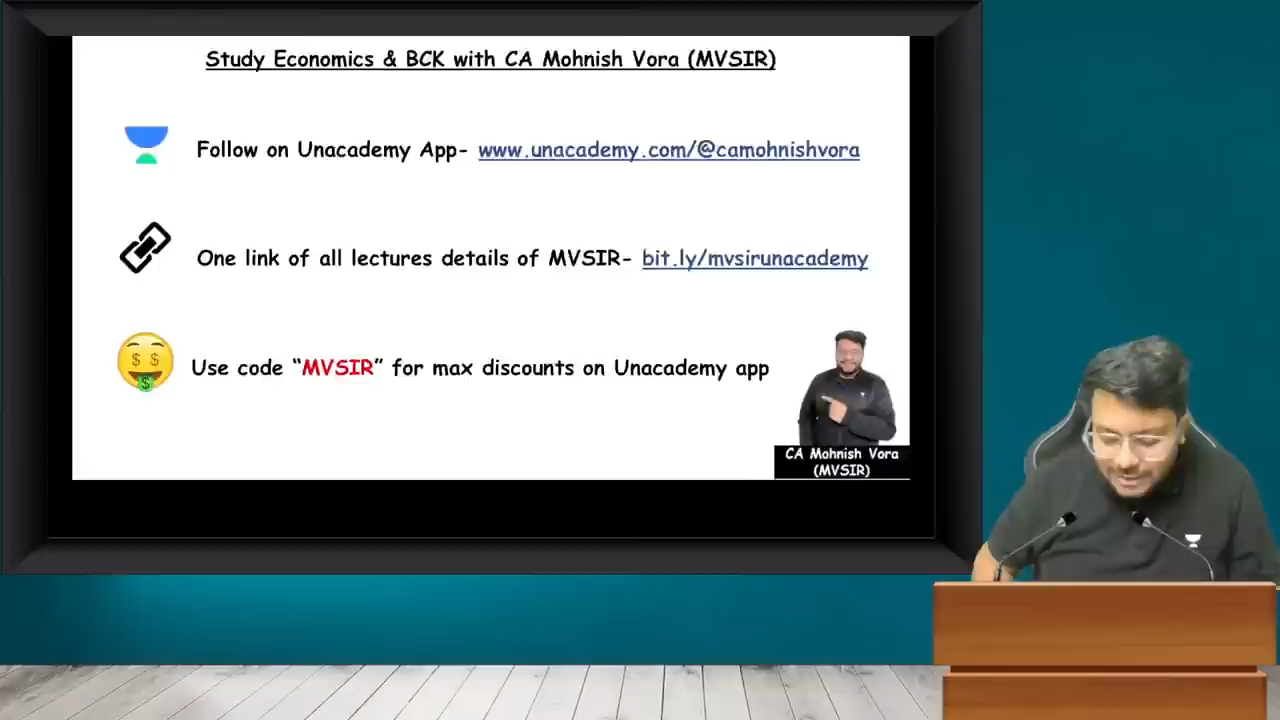 Study Economics & BCK with CA Mohnish Vora (MVSIR)
Follow on Unacademy App- www.unacademy.com/@camohnishvora
One link of all lectures details of MVSIR- bit.ly/mvsirunacademy
Use code “MVSIR” for max discounts on Unacademy app
CA Mohnish Vora
(MVSIR)